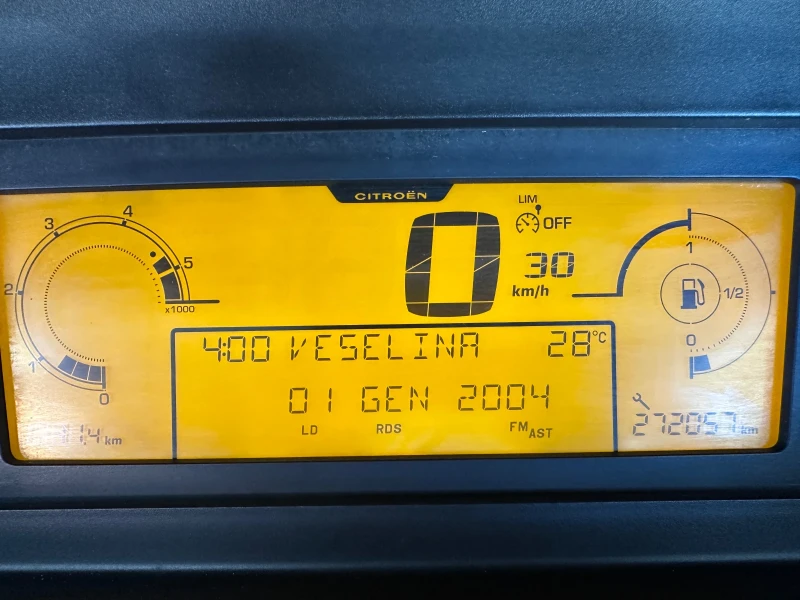 CITROËN
LIM
OFF
0
30
km/h
0
1
2
3
4
5
x1000
1
1/2
0
4:00 VESELINA 28°C
01 GEN 2004
LD RDS FM AST
km
272057 km